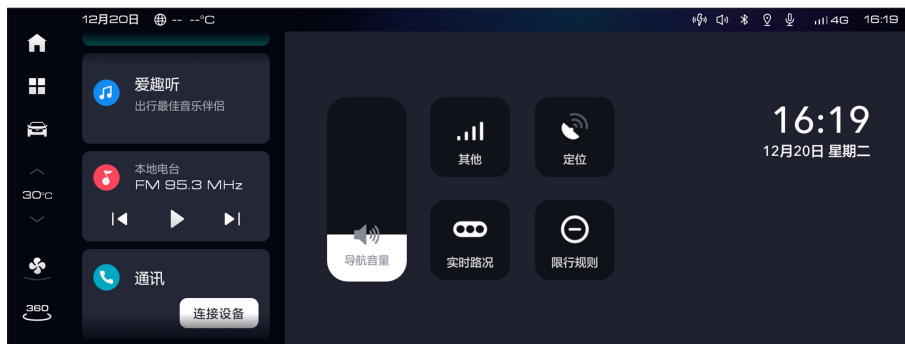 12月20日 -- --°C
4G 16:19
爱趣听
出行最佳音乐伴侣
本地电台
FM 95.3 MHz
30°C
通讯
连接设备
360
其他
定位
导航音量
实时路况
限行规则
16:19
12月20日 星期二